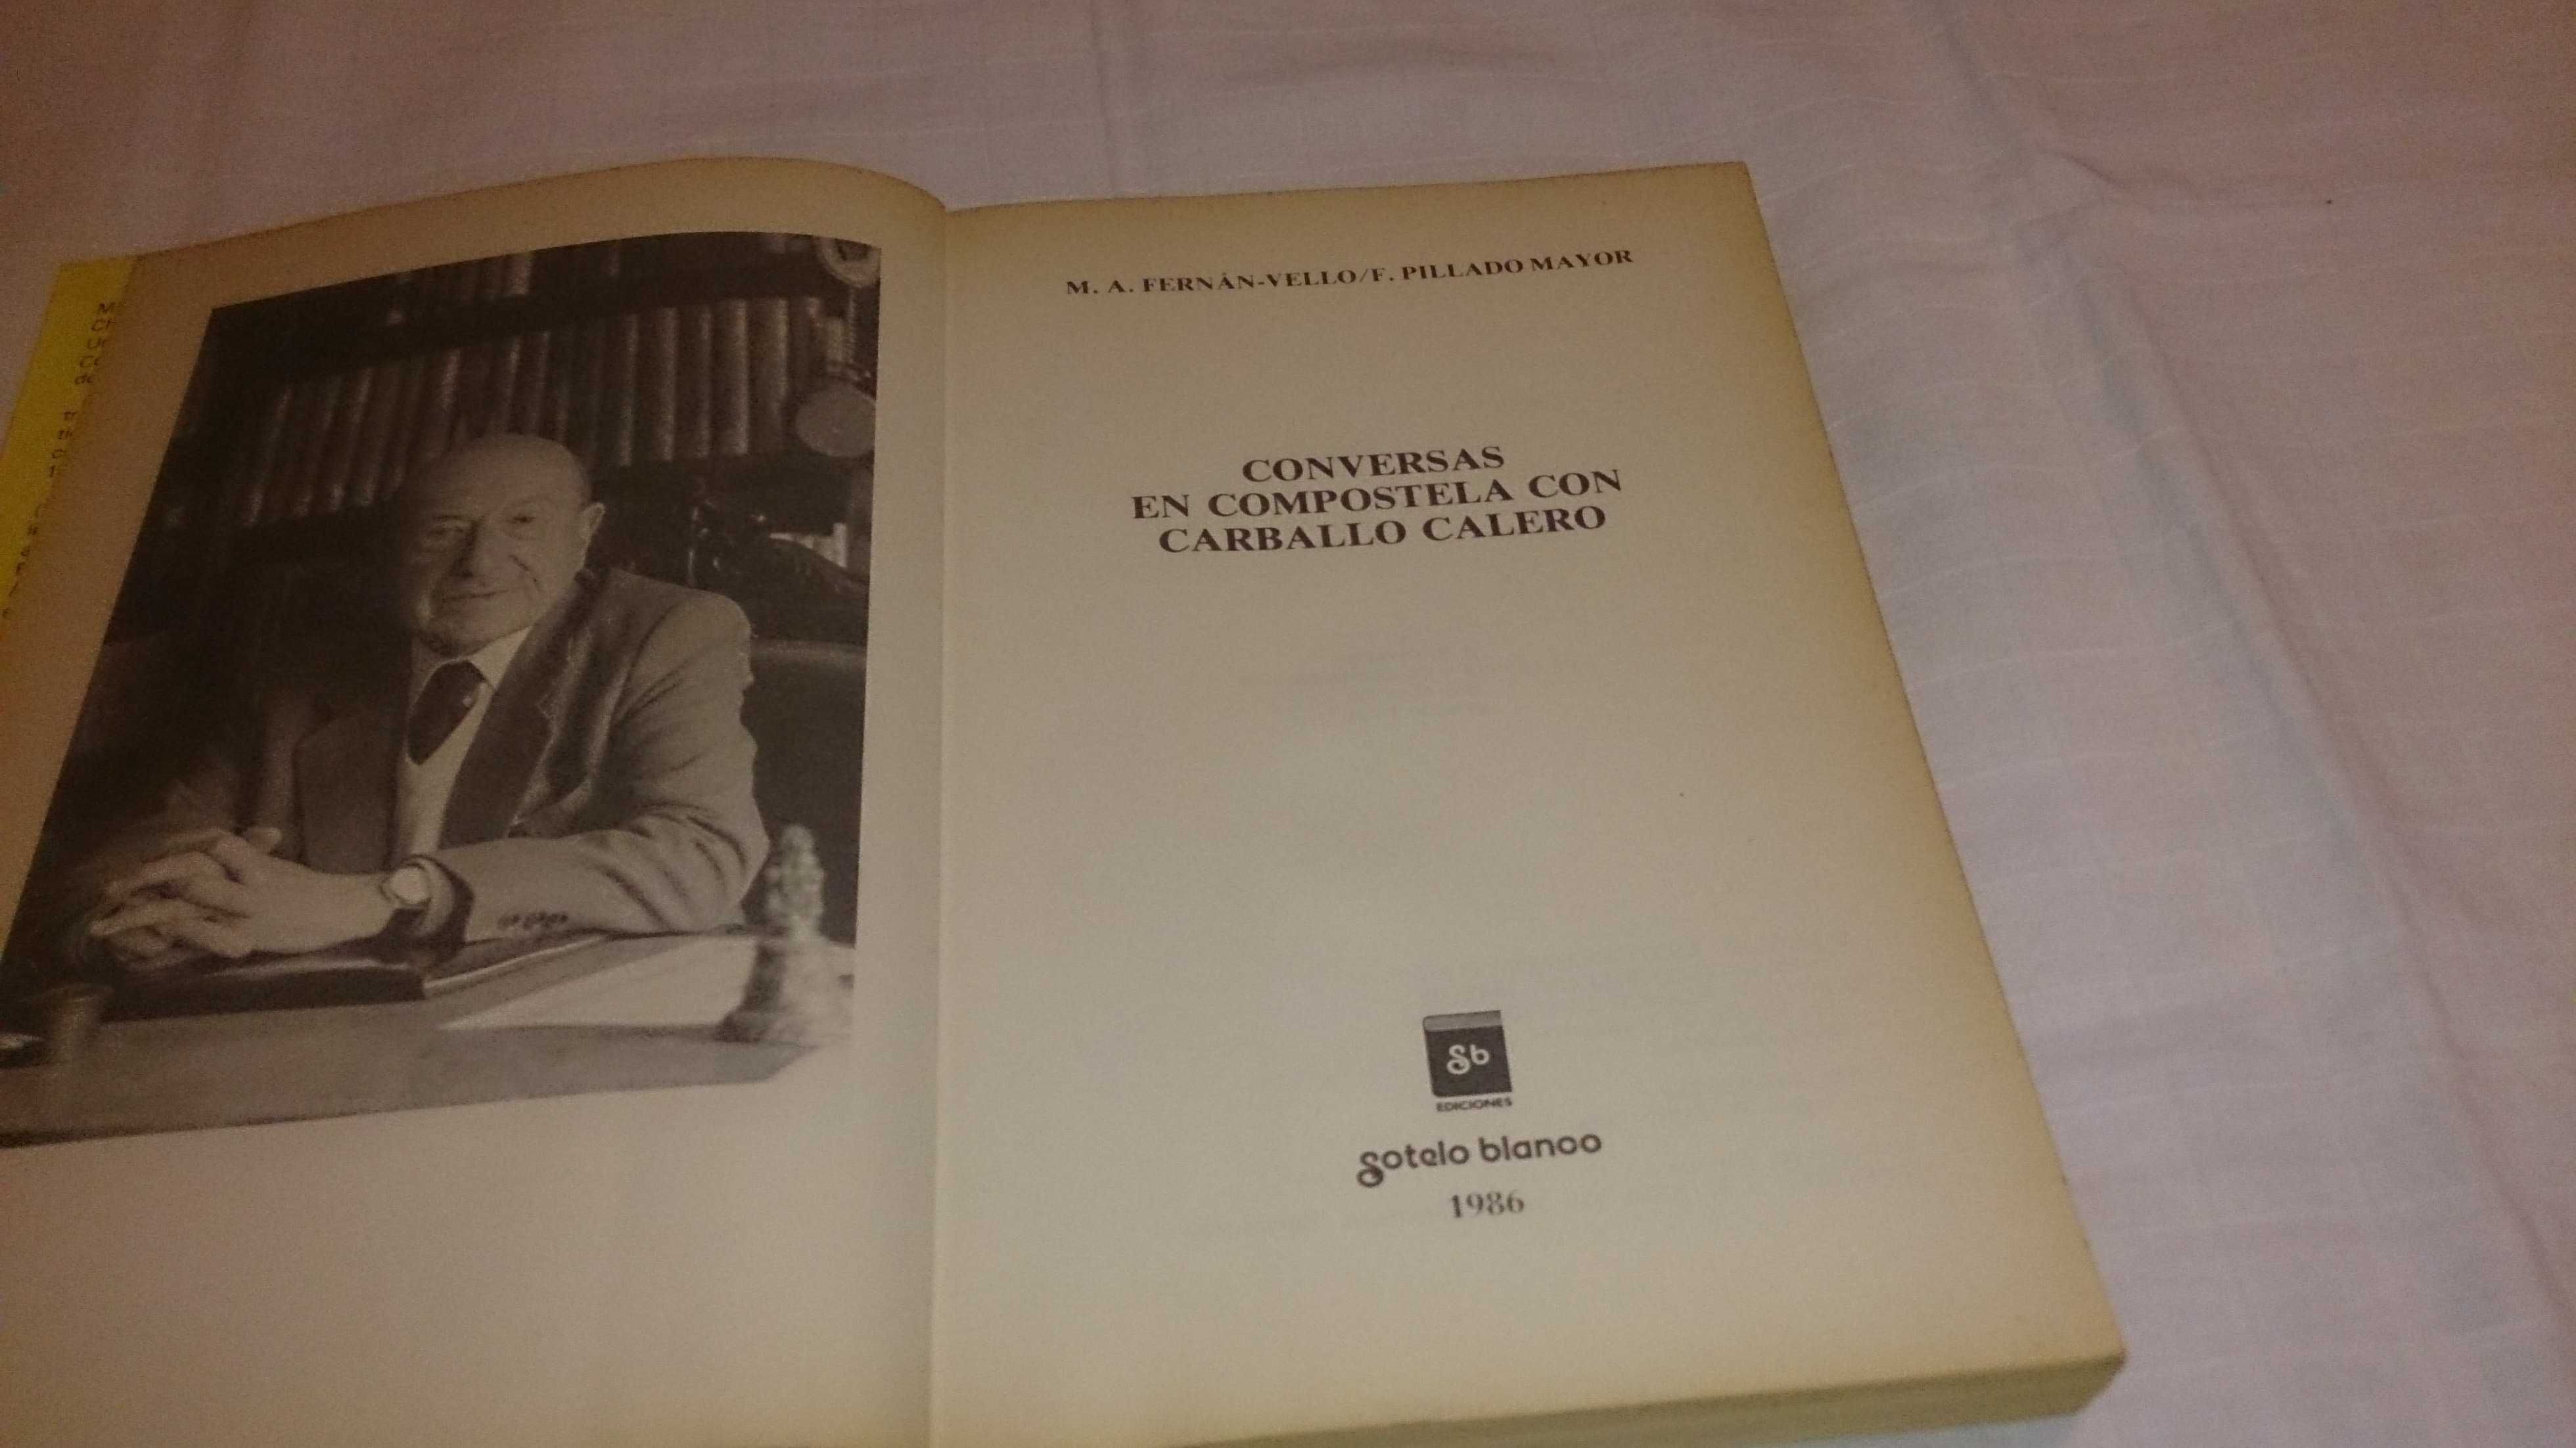 M. A. FERNÁN-VELLO/F. PILLADO MAYOR
CONVERSAS
EN COMPOSTELA CON
CARBALLO CALERO
Sb
EDICIONES
sotelo blanco
1986